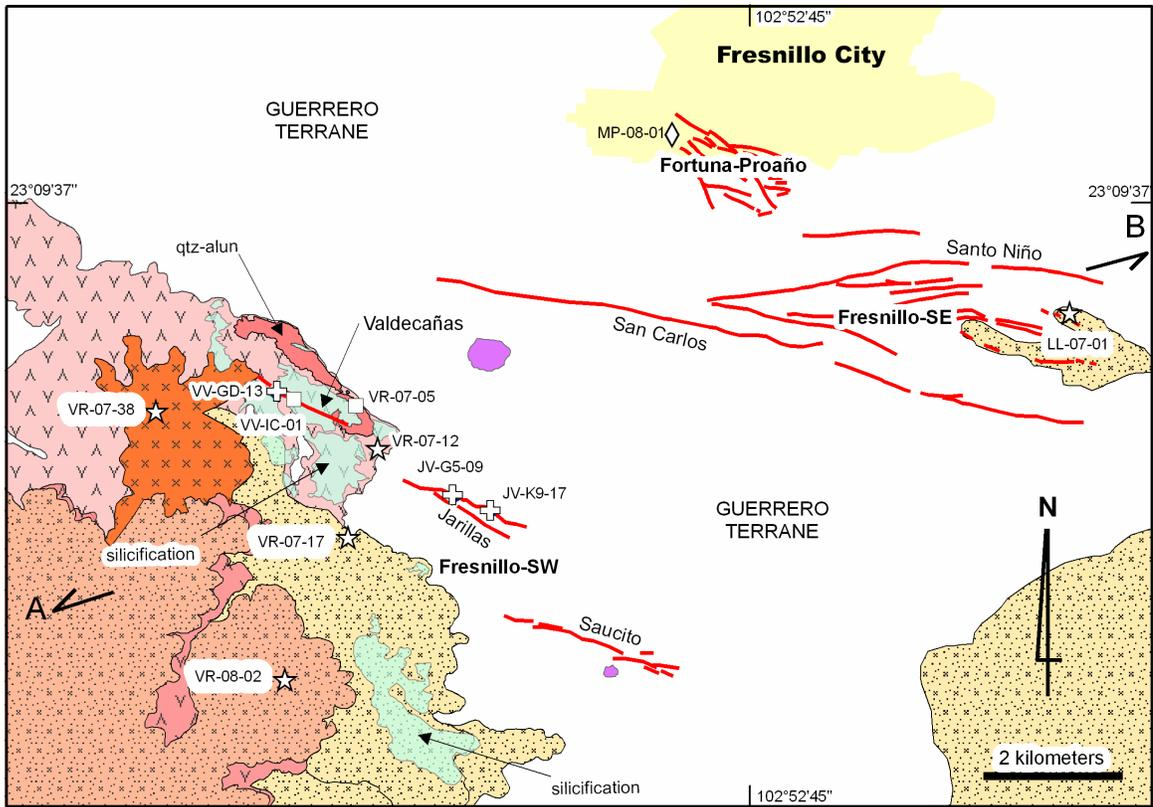 102°52'45"
Fresnillo City
GUERRERO
TERRANE
MP-08-01
Fortuna-Proaño
23°09'37"
23°09'37"
B
qtz-alun
Santo Niño
Valdecañas
San Carlos
Fresnillo-SE
LL-07-01
VV-GD-13
VR-07-05
VR-07-38
VV-IC-01
VR-07-12
JV-G5-09
JV-K9-17
Jarillas
GUERRERO
TERRANE
N
silicification
VR-07-17
Fresnillo-SW
A
Saucito
VR-08-02
2 kilometers
silicification
102°52'45"